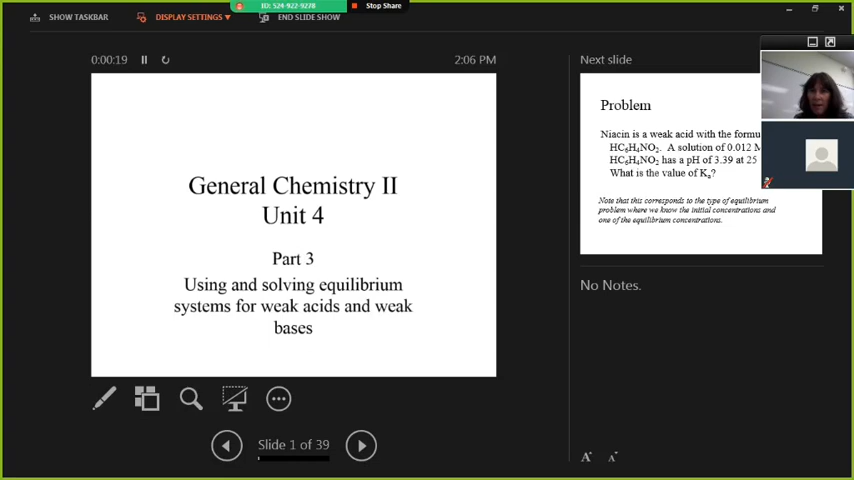 ID: 524-922-9278
Stop Share
SHOW TASKBAR
DISPLAY SETTINGS ▼
END SLIDE SHOW
0:00:19
2:06 PM
General Chemistry II
Unit 4
Part 3
Using and solving equilibrium
systems for weak acids and weak
bases
Slide 1 of 39
Next slide
Problem
Niacin is a weak acid with the formu
HC₆H₄NO₂. A solution of 0.012 M
HC₆H₄NO₂ has a pH of 3.39 at 25
What is the value of Kₐ?
Note that this corresponds to the type of equilibrium
problem where we know the initial concentrations and
one of the equilibrium concentrations.
No Notes.
A A